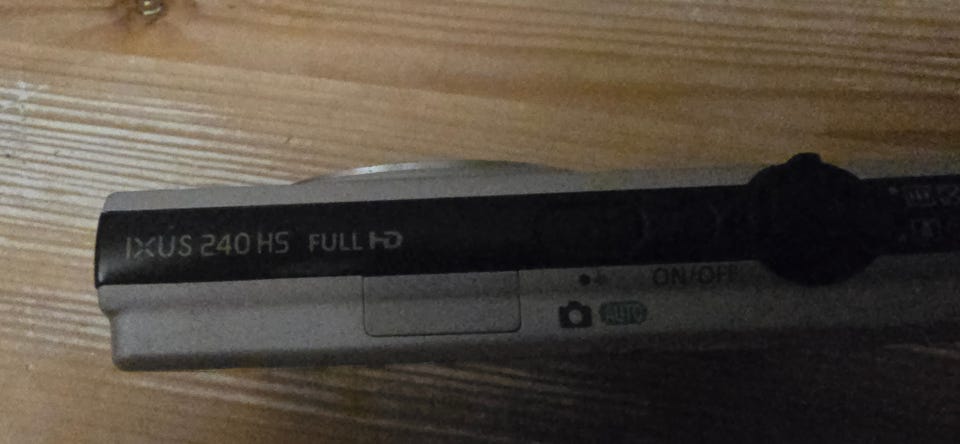 IXUS 240 HS FULL HD
ON/OFF
AUTO